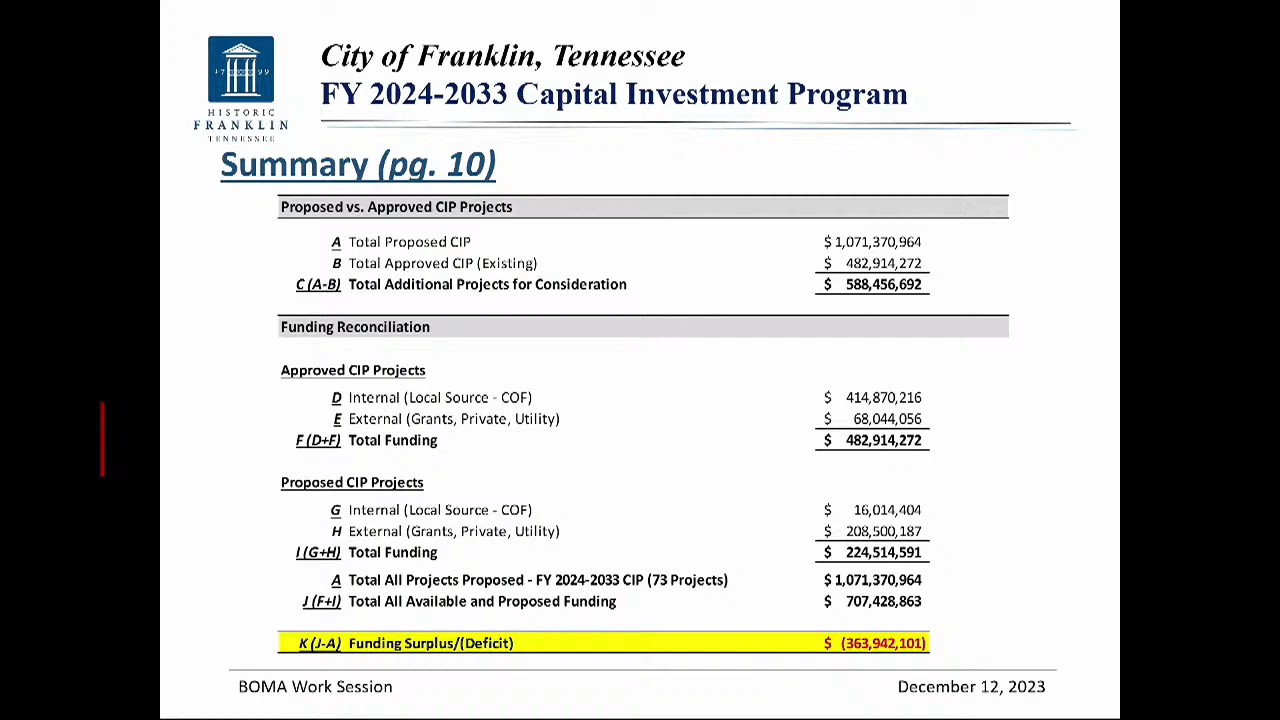 City of Franklin, Tennessee
FY 2024-2033 Capital Investment Program
1799
HISTORIC
FRANKLIN
TENNESSEE
Summary (pg. 10)
Proposed vs. Approved CIP Projects
A Total Proposed CIP $ 1,071,370,964
B Total Approved CIP (Existing) $ 482,914,272
C (A-B) Total Additional Projects for Consideration $ 588,456,692
Funding Reconciliation
Approved CIP Projects
D Internal (Local Source - COF) $ 414,870,216
E External (Grants, Private, Utility) $ 68,044,056
F (D+F) Total Funding $ 482,914,272
Proposed CIP Projects
G Internal (Local Source - COF) $ 16,014,404
H External (Grants, Private, Utility) $ 208,500,187
I (G+H) Total Funding $ 224,514,591
A Total All Projects Proposed - FY 2024-2033 CIP (73 Projects) $ 1,071,370,964
J (F+I) Total All Available and Proposed Funding $ 707,428,863
K (J-A) Funding Surplus/(Deficit) $ (363,942,101)
BOMA Work Session December 12, 2023